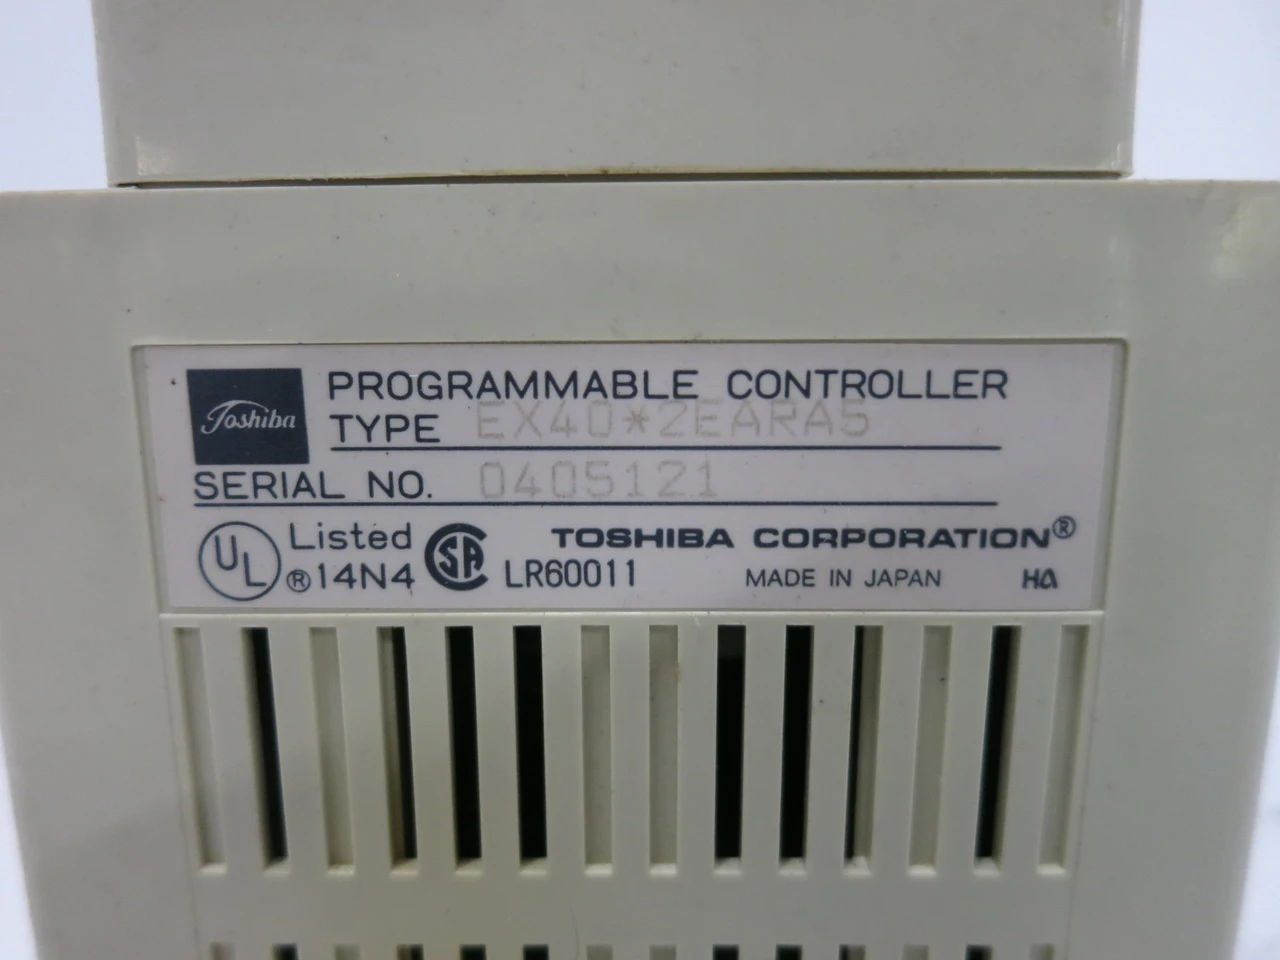 Toshiba
PROGRAMMABLE CONTROLLER
TYPE EX40*2EARA5
SERIAL NO. 0405121
UL Listed
® 14N4
SA LR60011
TOSHIBA CORPORATION®
MADE IN JAPAN HA